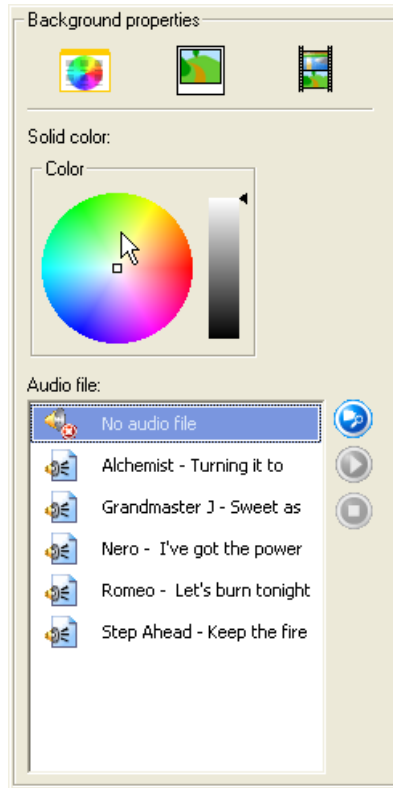 Background properties
Solid color:
Color
Audio file:
No audio file
Alchemist - Turning it to
Grandmaster J - Sweet as
Nero -  I've got the power
Romeo -  Let's burn tonight
Step Ahead - Keep the fire